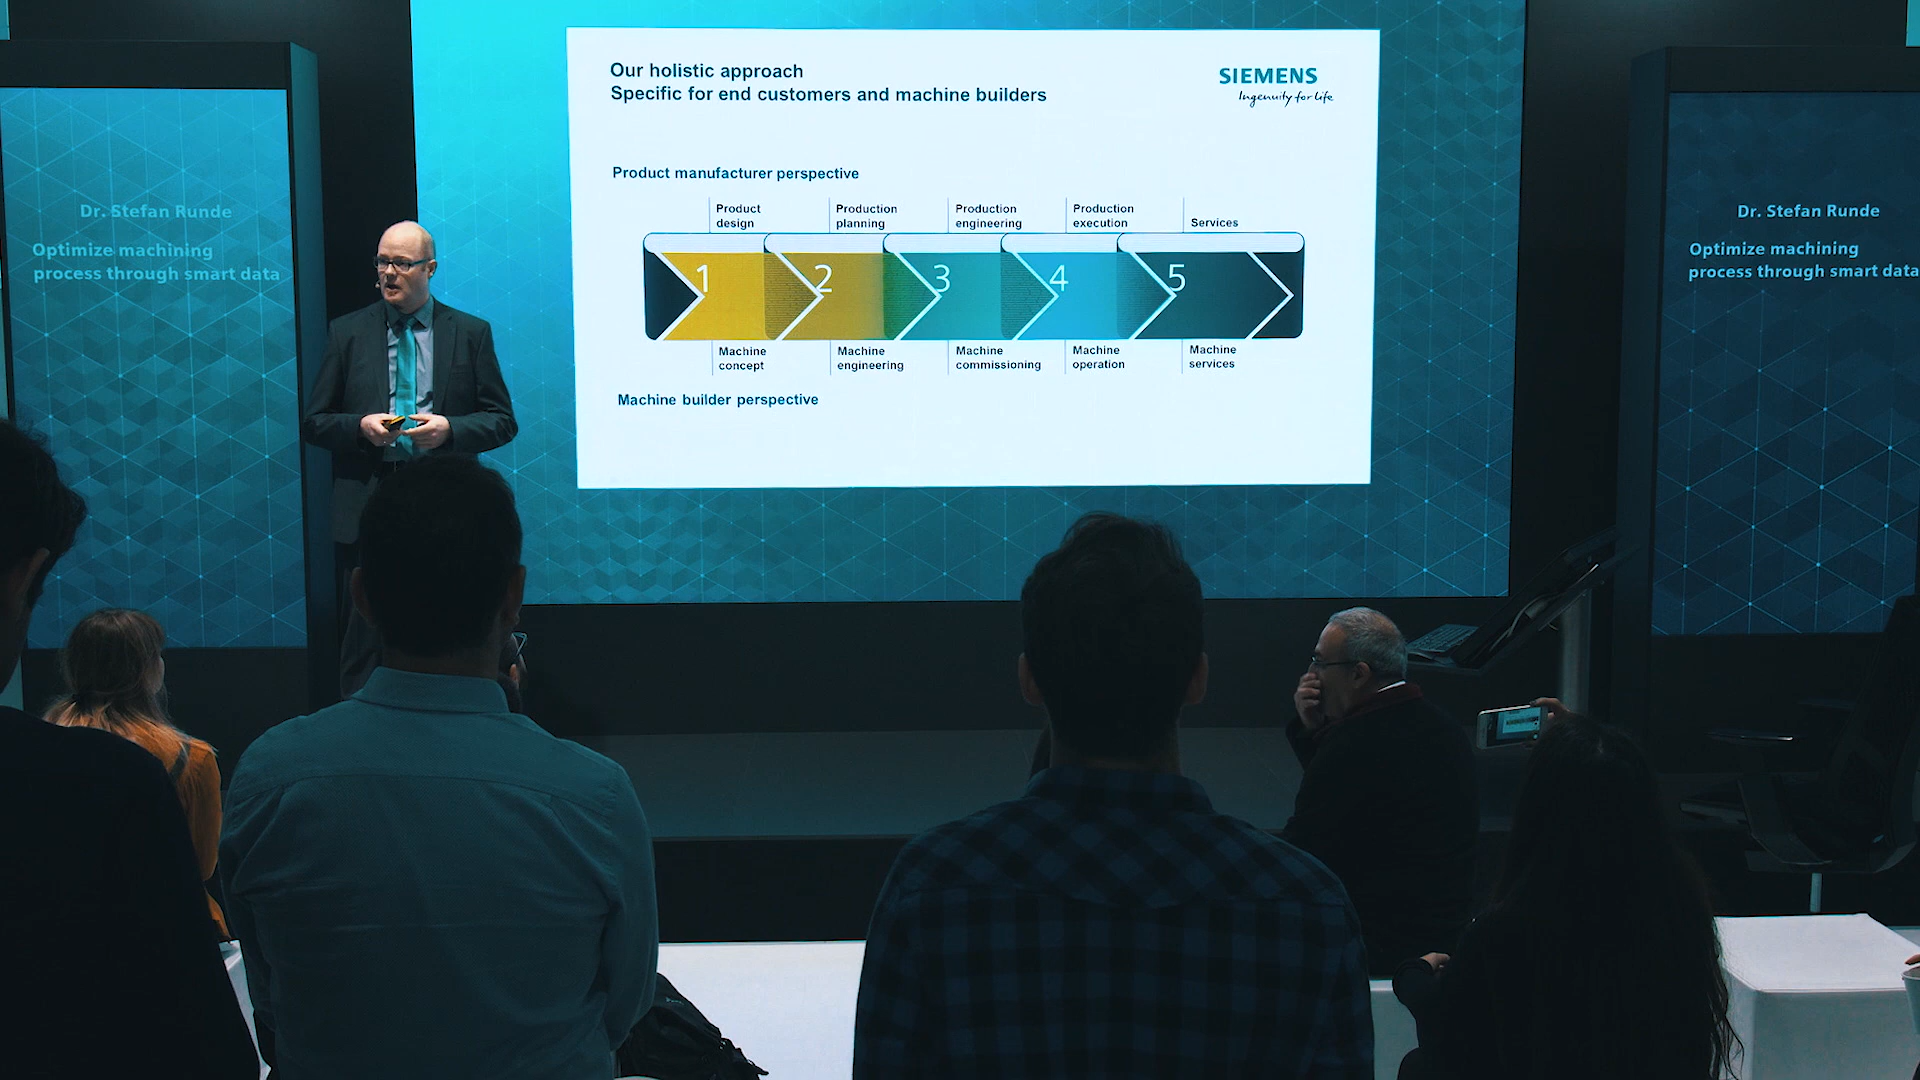 Dr. Stefan Runde
Optimize machining
process through smart data
Our holistic approach
Specific for end customers and machine builders
SIEMENS
Ingenuity for life
Product manufacturer perspective
Product
design
Production
planning
Production
engineering
Production
execution
Services
1
2
3
4
5
Machine
concept
Machine
engineering
Machine
commissioning
Machine
operation
Machine
services
Machine builder perspective
Dr. Stefan Runde
Optimize machining
process through smart data